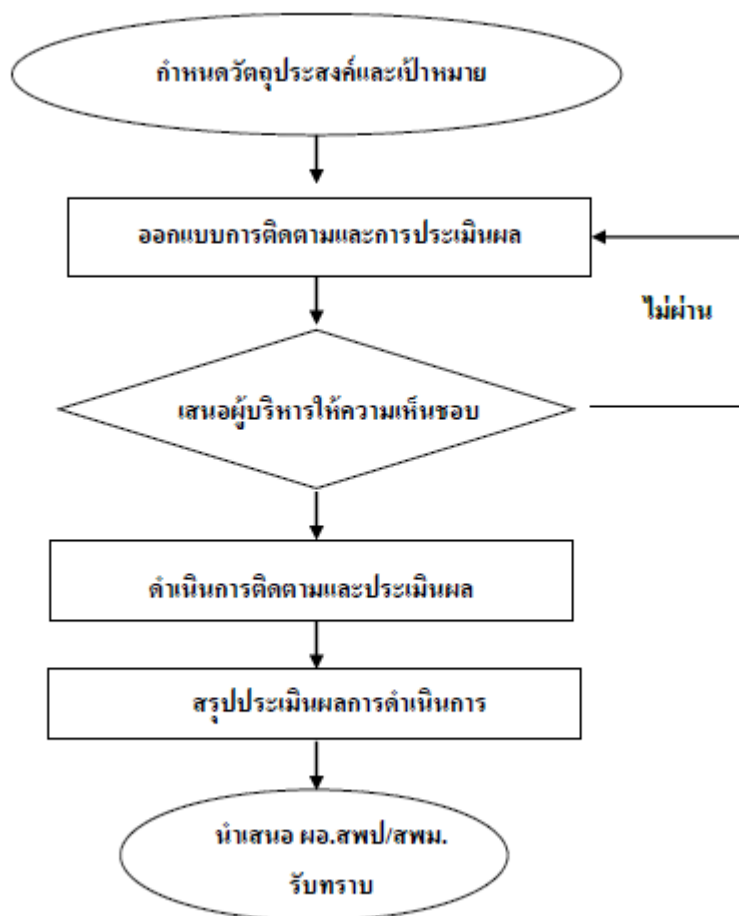 กำหนดวัตถุประสงค์และเป้าหมาย
ออกแบบการติดตามและการประเมินผล
ไม่ผ่าน
เสนอผู้บริหารให้ความเห็นชอบ
ดำเนินการติดตามและประเมินผล
สรุปประเมินผลการดำเนินการ
นำเสนอ ผอ.สพป/สพม.
รับทราบ